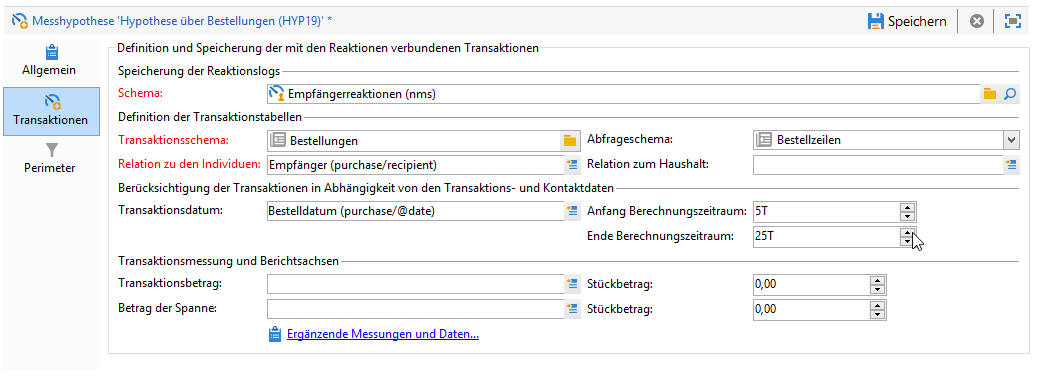 Messhypothese 'Hypothese über Bestellungen (HYP19)' *
Speichern
Allgemein
Transaktionen
Perimeter
Definition und Speicherung der mit den Reaktionen verbundenen Transaktionen
Speicherung der Reaktionslogs
Schema: Empfängerreaktionen (nms)
Definition der Transaktionstabellen
Transaktionsschema: Bestellungen Abfrageschema: Bestellzeilen
Relation zu den Individuen: Empfänger (purchase/recipient) Relation zum Haushalt:
Berücksichtigung der Transaktionen in Abhängigkeit von den Transaktions- und Kontaktdaten
Transaktionsdatum: Bestelldatum (purchase/@date) Anfang Berechnungszeitraum: 5T
Ende Berechnungszeitraum: 25T
Transaktionsmessung und Berichtsachsen
Transaktionsbetrag: Stückbetrag: 0,00
Betrag der Spanne: Stückbetrag: 0,00
Ergänzende Messungen und Daten...